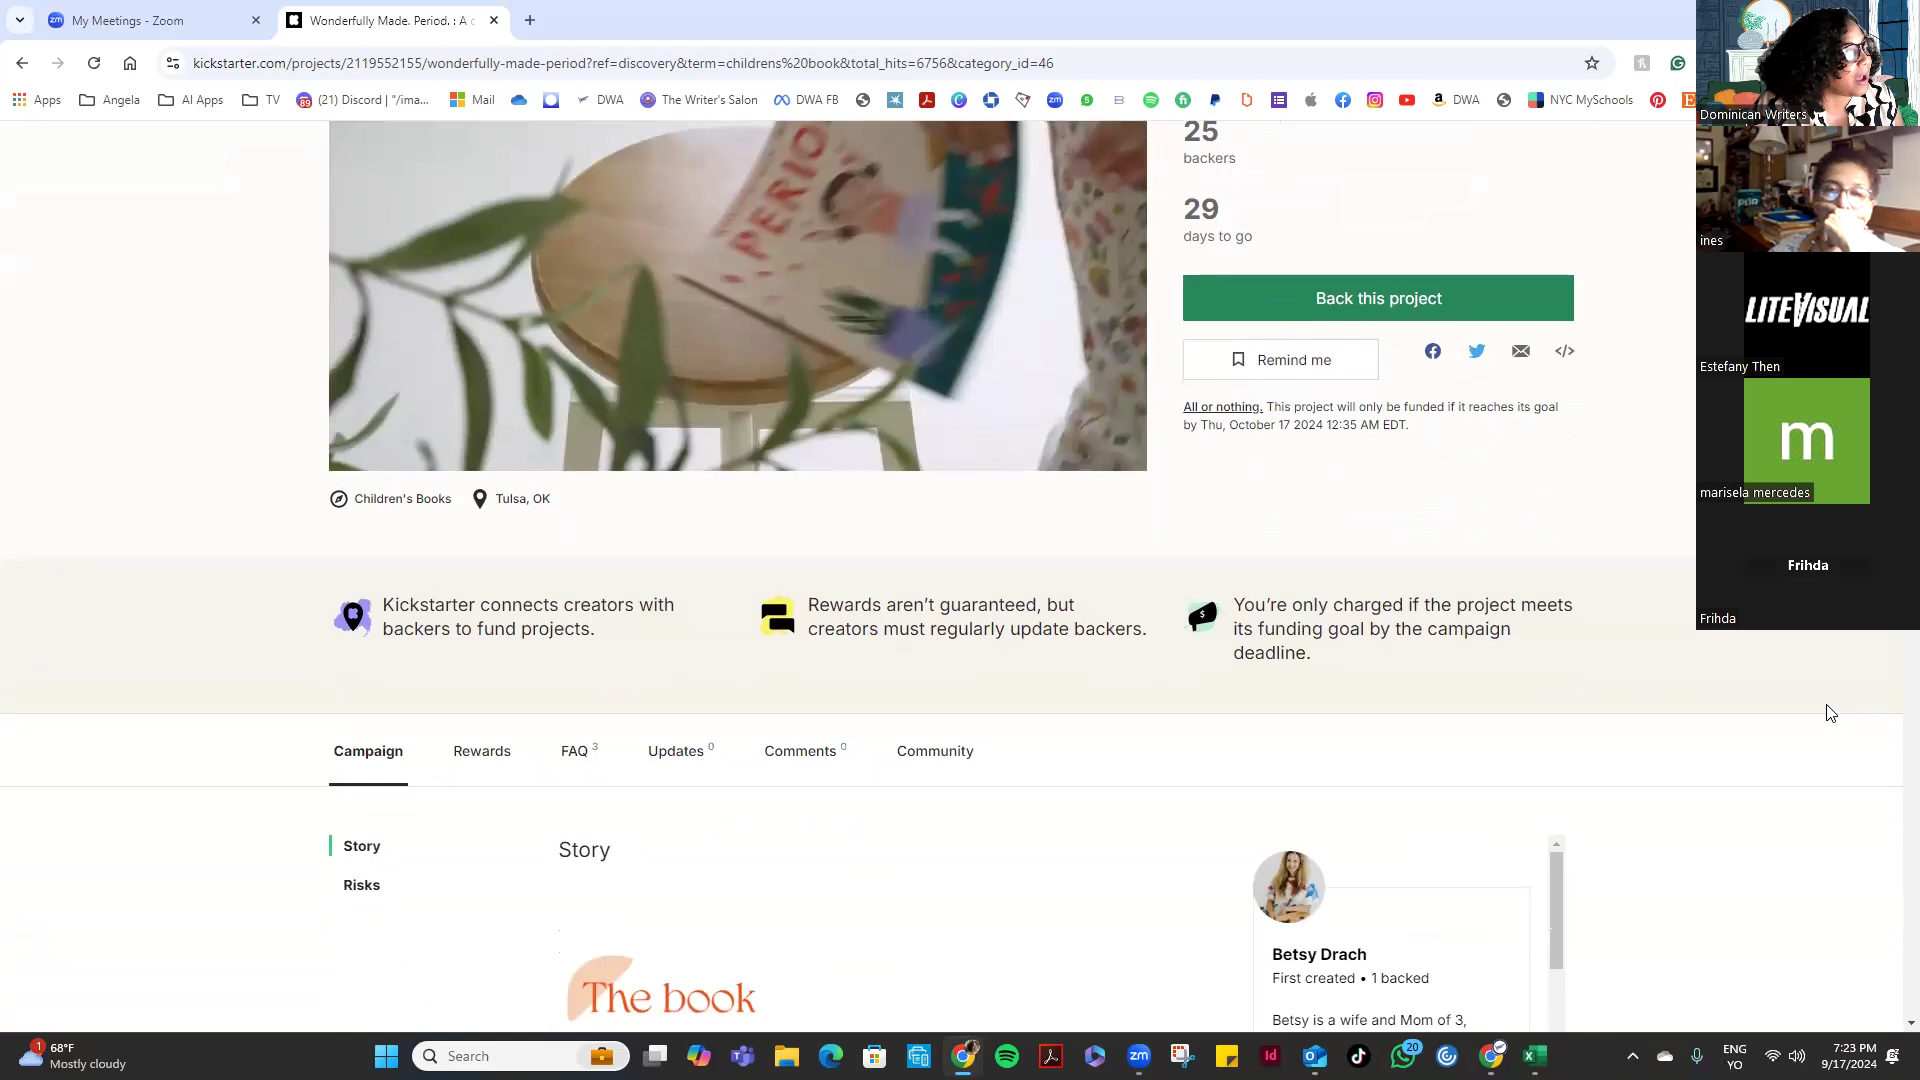 My Meetings - Zoom
Wonderfully Made. Period. : A c
kickstarter.com/projects/2119552155/wonderfully-made-period?ref=discovery&term=childrens%20book&total_hits=6756&category_id=46
Apps
Angela
AI Apps
TV
(21) Discord | "/ima...
Mail
DWA
The Writer's Salon
DWA FB
DWA
NYC MySchools
Dominican Writers
ines
LITEVISUAL
Estefany Then
m
marisela mercedes
Frihda
Frihda
PERIO
25
backers
29
days to go
Back this project
Remind me
All or nothing. This project will only be funded if it reaches its goal
by Thu, October 17 2024 12:35 AM EDT.
Children's Books
Tulsa, OK
Kickstarter connects creators with
backers to fund projects.
Rewards aren't guaranteed, but
creators must regularly update backers.
You're only charged if the project meets
its funding goal by the campaign
deadline.
Campaign
Rewards
FAQ 3
Updates 0
Comments 0
Community
Story
Risks
Story
The book
Betsy Drach
First created • 1 backed
Betsy is a wife and Mom of 3,
1
68°F
Mostly cloudy
Search
20
ENG
YO
7:23 PM
9/17/2024